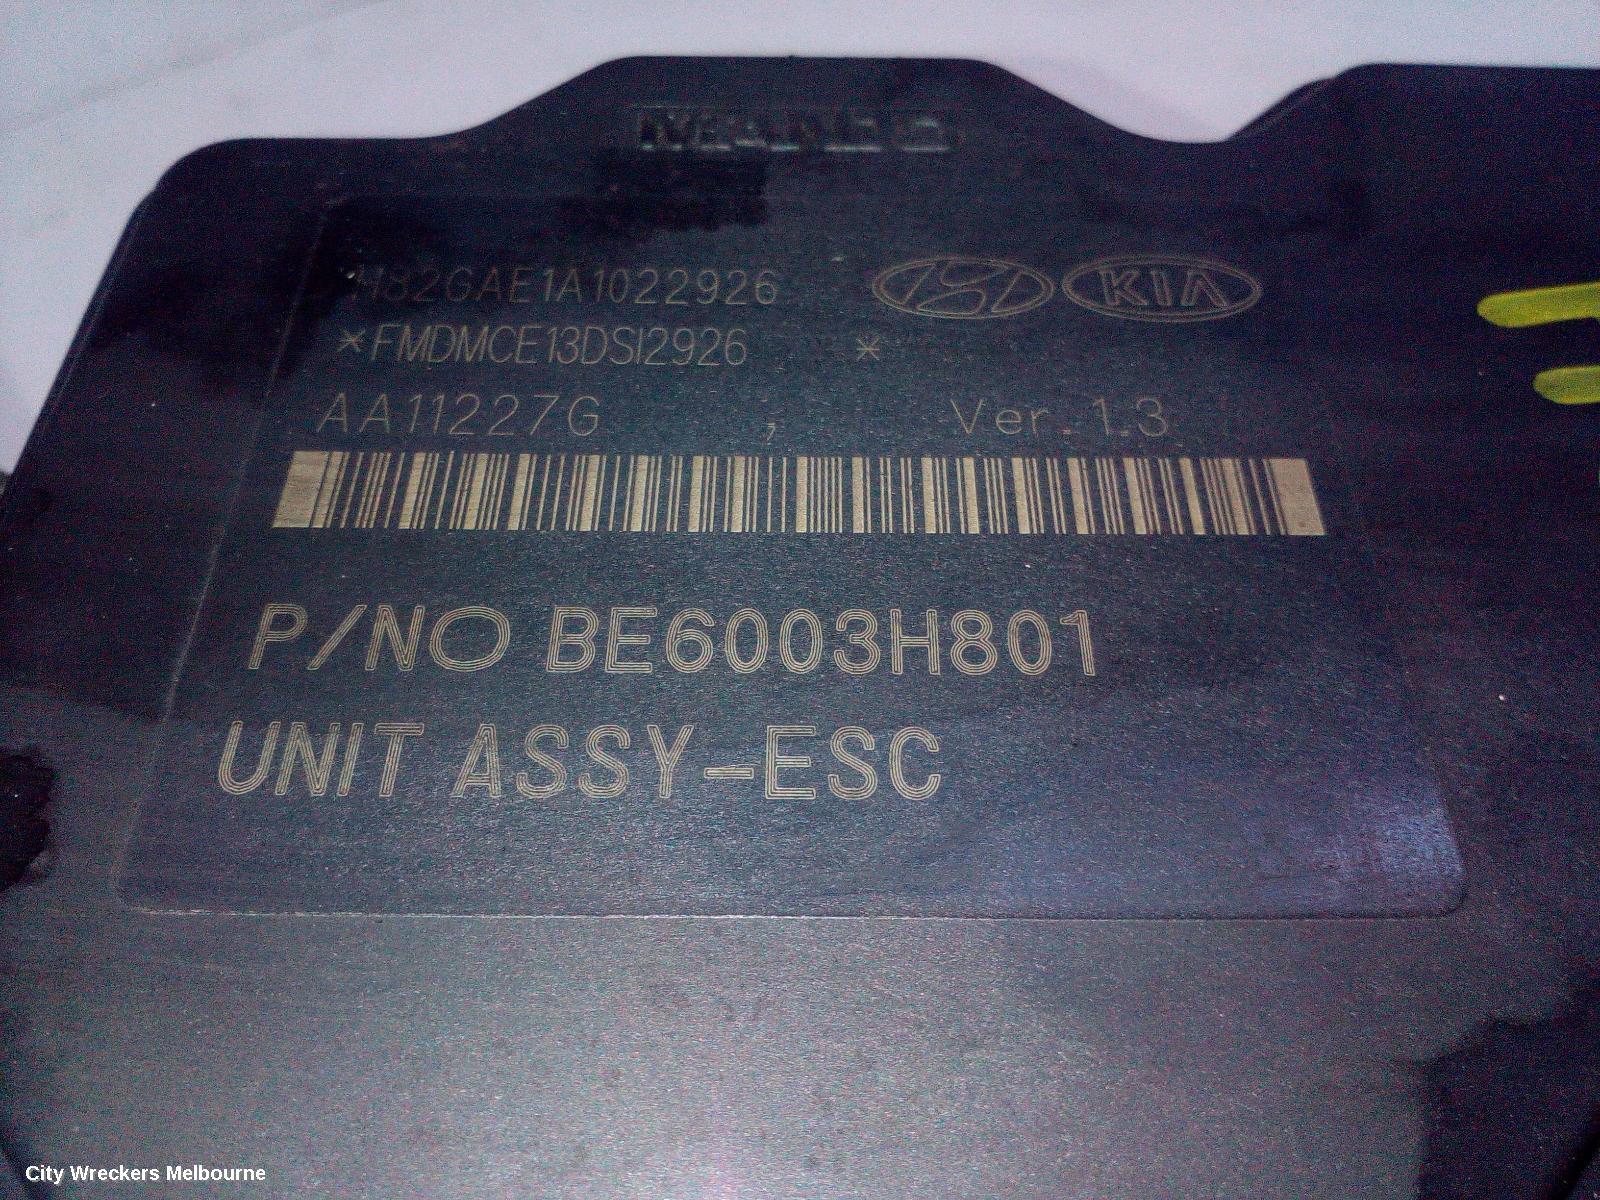 H82GAE1A1022926
KIA
*FMDMCE13DSI2926 *
AA11227G , Ver. 1.3
P/NO BE6003H801
UNIT ASSY-ESC
City Wreckers Melbourne